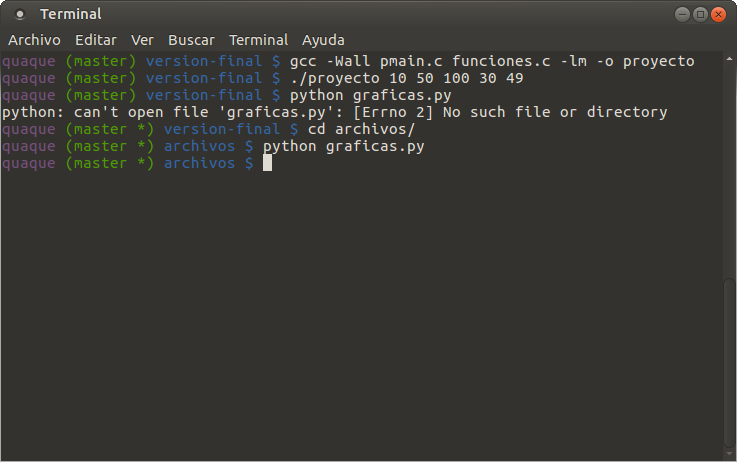 Terminal
Archivo Editar Ver Buscar Terminal Ayuda
quaque (master) version-final $ gcc -Wall pmain.c funciones.c -lm -o proyecto
quaque (master) version-final $ ./proyecto 10 50 100 30 49
quaque (master) version-final $ python graficas.py
python: can't open file 'graficas.py': [Errno 2] No such file or directory
quaque (master *) version-final $ cd archivos/
quaque (master *) archivos $ python graficas.py
quaque (master *) archivos $